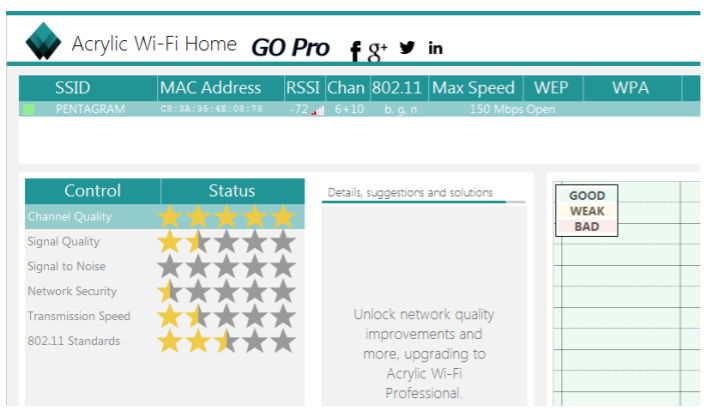 Acrylic Wi-Fi Home GO Pro f g+ in
SSID MAC Address RSSI Chan 802.11 Max Speed WEP WPA
PENTAGRAM C8:3A:35:4E:08:78 -72 6+10 b, g, n 150 Mbps Open
Control Status
Channel Quality
Signal Quality
Signal to Noise
Network Security
Transmission Speed
802.11 Standards
Details, suggestions and solutions
Unlock network quality
improvements and
more, upgrading to
Acrylic Wi-Fi
Professional.
GOOD
WEAK
BAD